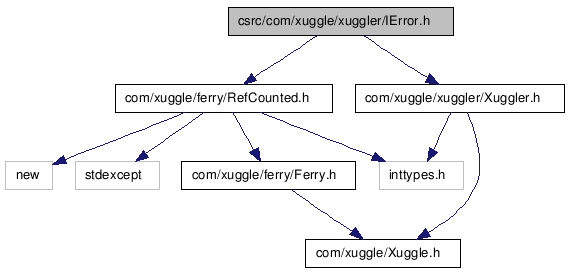 csrc/com/xuggle/xuggler/IError.h
com/xuggle/ferry/RefCounted.h
com/xuggle/xuggler/Xuggler.h
new
stdexcept
com/xuggle/ferry/Ferry.h
inttypes.h
com/xuggle/Xuggle.h